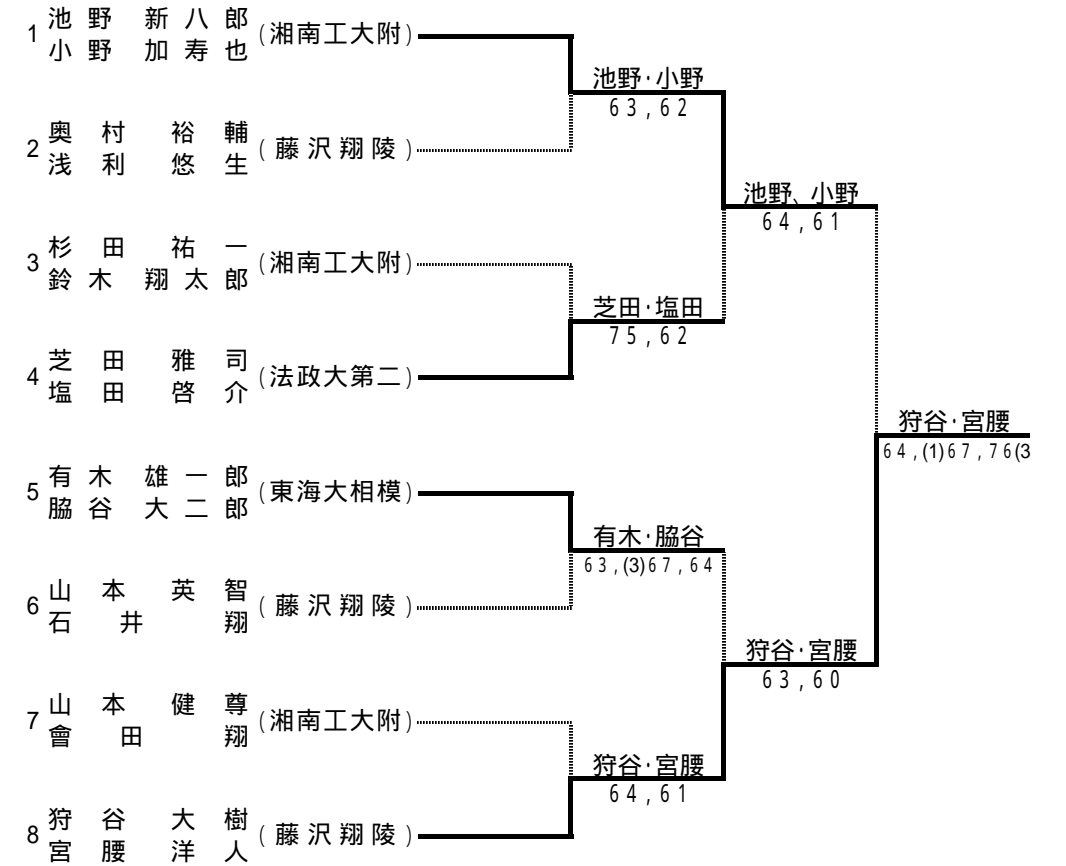 1 池野 新八郎 (湘南工大附)
小野 加寿也
池野·小野
63,62
2 奥村 裕輔 (藤沢翔陵)
浅利 悠生
池野、小野
64,61
3 杉田 祐一 (湘南工大附)
鈴木 翔太郎
芝田·塩田
75,62
4 芝田 雅司 (法政大第二)
塩田 啓介
狩谷·宮腰
64,(1)67,76(3
5 有木 雄一郎 (東海大相模)
脇谷 大二郎
有木·脇谷
63,(3)67,64
6 山本 英智 (藤沢翔陵)
石井 翔
狩谷·宮腰
63,60
7 山本 健尊 (湘南工大附)
會田 翔
狩谷·宮腰
64,61
8 狩谷 大樹 (藤沢翔陵)
宮腰 洋人